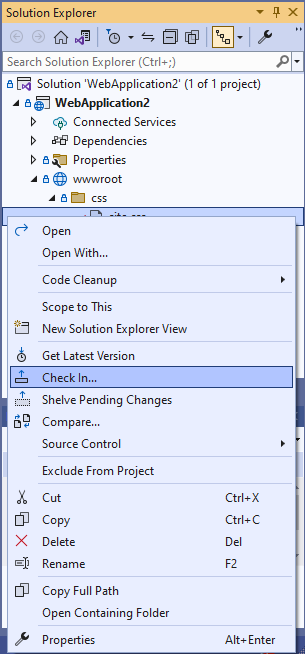 Solution Explorer
Search Solution Explorer (Ctrl+;)
Solution 'WebApplication2' (1 of 1 project)
WebApplication2
Connected Services
Dependencies
Properties
wwwroot
css
Open
Open With...
Code Cleanup
Scope to This
New Solution Explorer View
Get Latest Version
Check In...
Shelve Pending Changes
Compare...
Source Control
Exclude From Project
Cut Ctrl+X
Copy Ctrl+C
Delete Del
Rename F2
Copy Full Path
Open Containing Folder
Properties Alt+Enter